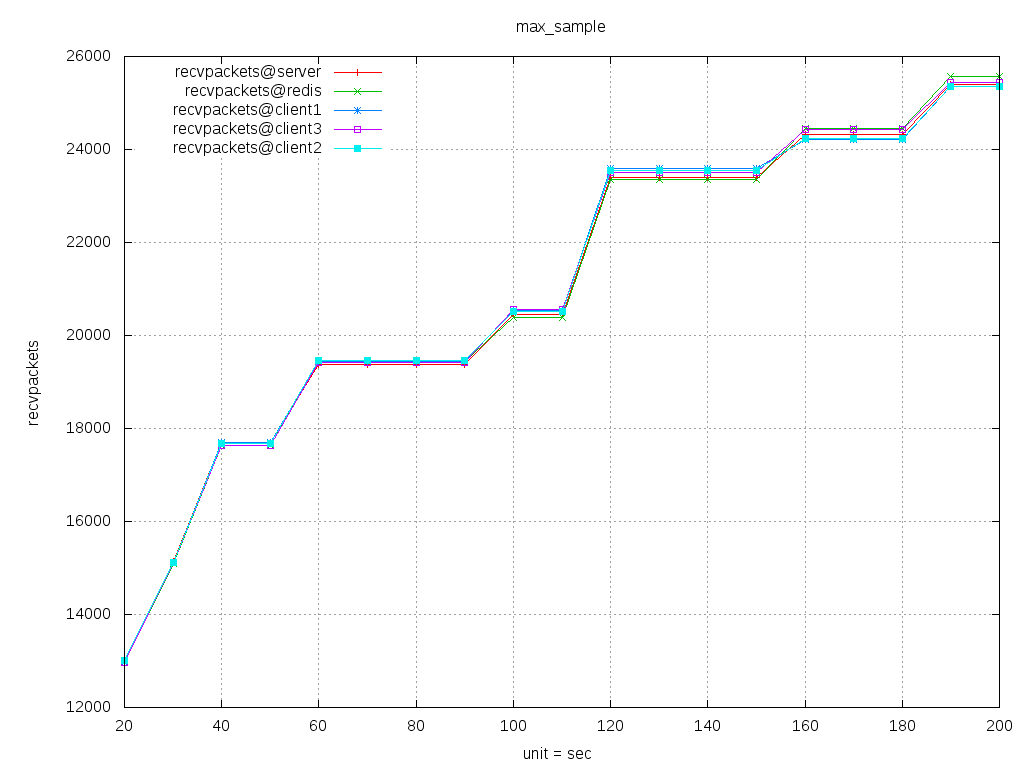 max_sample
26000
24000
22000
20000
18000
16000
14000
12000
recvpackets
recvpackets@server
recvpackets@redis
recvpackets@client1
recvpackets@client3
recvpackets@client2
20 40 60 80 100 120 140 160 180 200
unit = sec